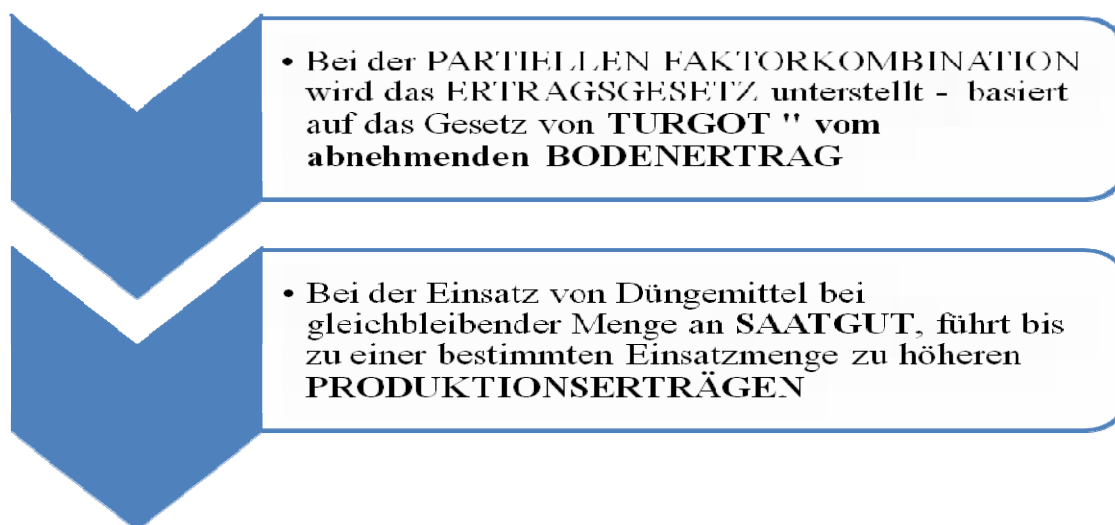 • Bei der PARTIELLEN FAKTORKOMBINATION
wird das ERTRAGSGESETZ unterstellt - basiert
auf das Gesetz von TURGOT " vom
abnehmenden BODENERTRAG
• Bei der Einsatz von Düngemittel bei
gleichbleibender Menge an SAATGUT, führt bis
zu einer bestimmten Einsatzmenge zu höheren
PRODUKTIONSERTRÄGEN